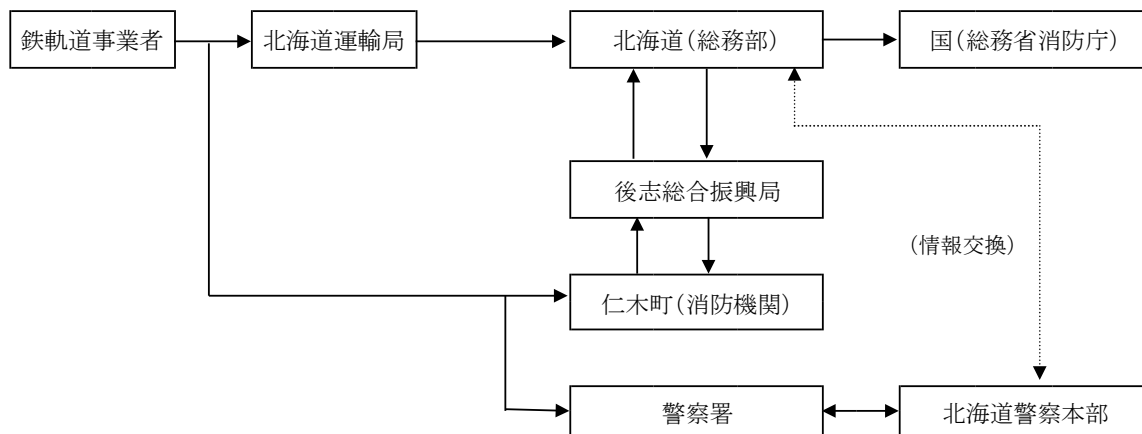 鉄軌道事業者
北海道運輸局
北海道（総務部）
国（総務省消防庁）
後志総合振興局
（情報交換）
仁木町（消防機関）
警察署
北海道警察本部